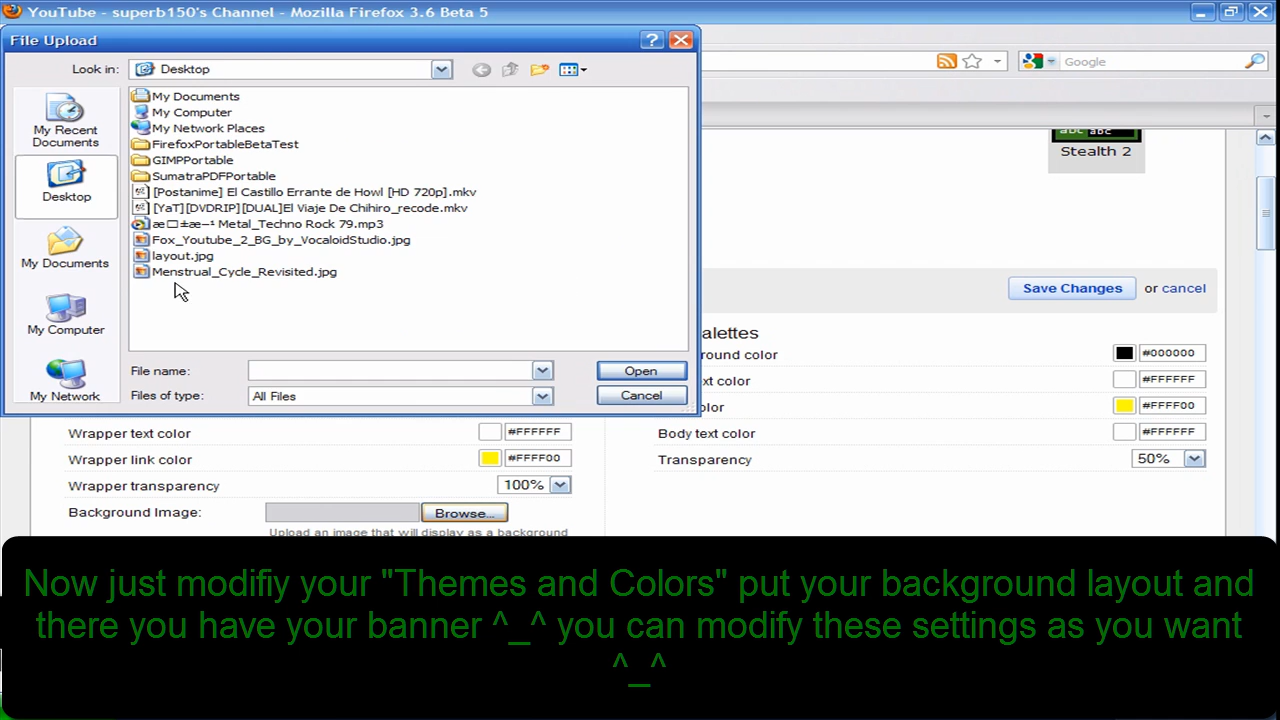 YouTube - superb150's Channel - Mozilla Firefox 3.6 Beta 5
File Upload
Look in:
Desktop
Google
My Recent
Documents
Desktop
My Documents
My Computer
My Network
My Documents
My Computer
My Network Places
FirefoxPortableBetaTest
GIMPPortable
SumatraPDFPortable
[Postanime] El Castillo Errante de Howl [HD 720p].mkv
[YaT][DVDRIP][DUAL]El Viaje De Chihiro_recode.mkv
Metal_Techno Rock 79.mp3
Fox_Youtube_2_BG_by_VocaloidStudio.jpg
layout.jpg
Menstrual_Cycle_Revisited.jpg
File name:
Open
Files of type:
All Files
Cancel
abc abc
Stealth 2
Save Changes or cancel
alettes
round color
#000000
xt color
#FFFFFF
olor
#FFFF00
Body text color
#FFFFFF
Transparency
50%
Wrapper text color
#FFFFFF
Wrapper link color
#FFFF00
Wrapper transparency
100%
Background Image:
Browse...
Upload an image that will display as a background
Now just modifiy your "Themes and Colors" put your background layout and
there you have your banner ^_^ you can modify these settings as you want
^_^